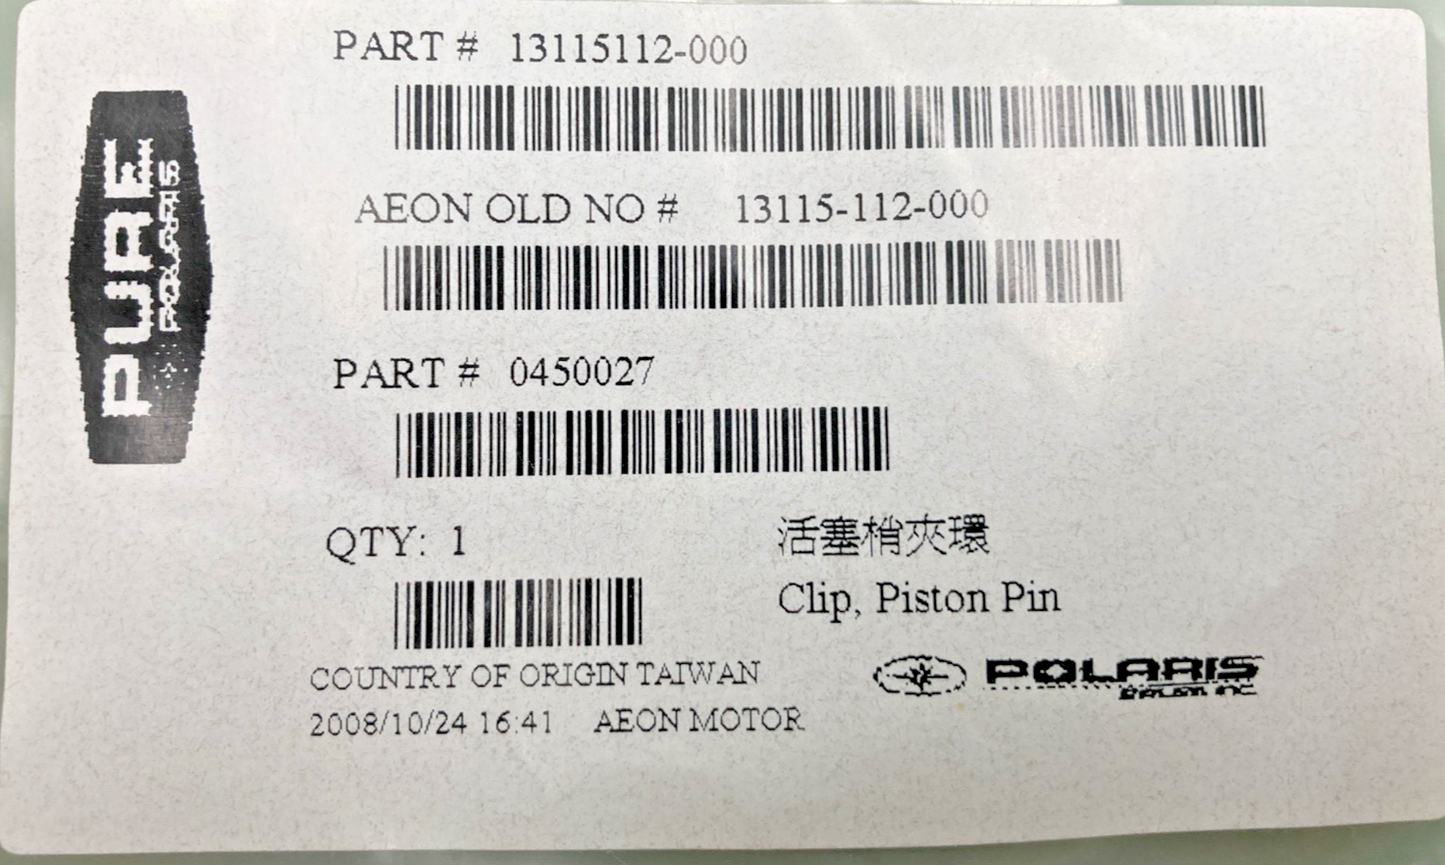 PURE
POLARIS
PART # 13115112-000
AEON OLD NO # 13115-112-000
PART # 0450027
QTY: 1
活塞梢夾環
Clip, Piston Pin
COUNTRY OF ORIGIN TAIWAN
POLARIS
2008/10/24 16:41 AEON MOTOR